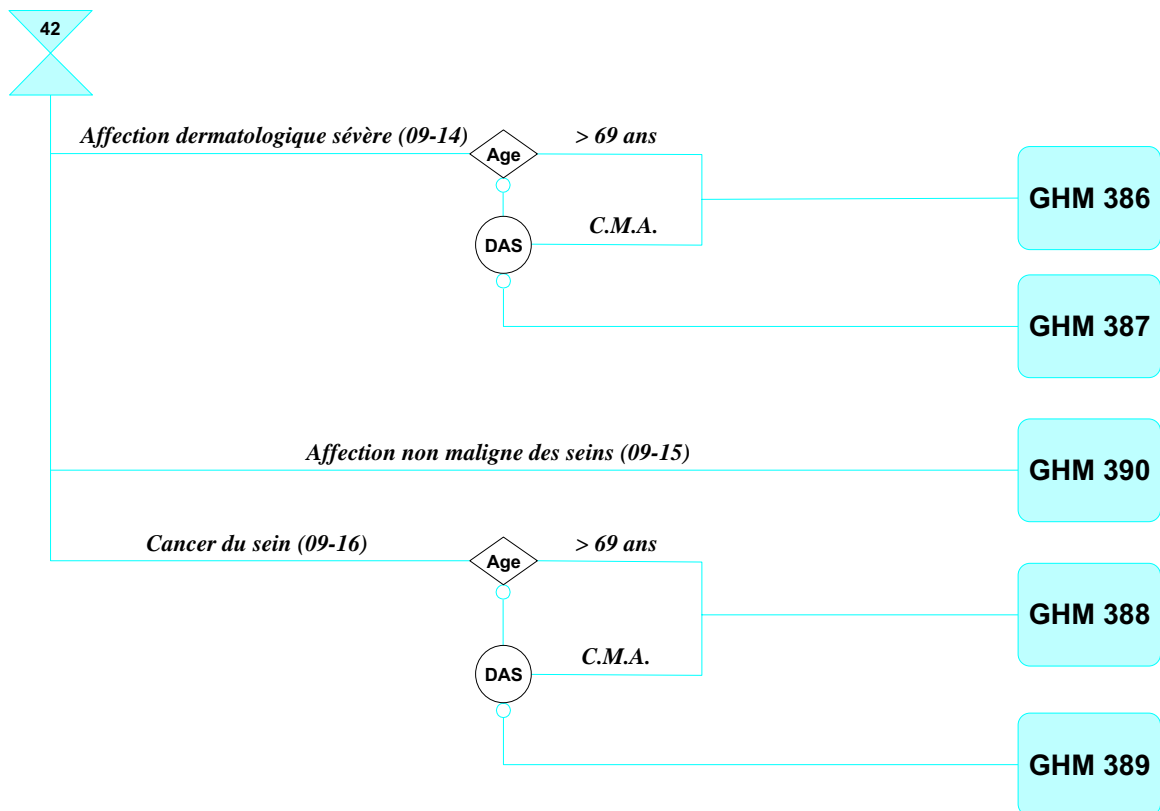 42
Affection dermatologique sévère (09-14)
Age
> 69 ans
GHM 386
DAS
C.M.A.
GHM 387
Affection non maligne des seins (09-15)
GHM 390
Cancer du sein (09-16)
Age
> 69 ans
GHM 388
DAS
C.M.A.
GHM 389